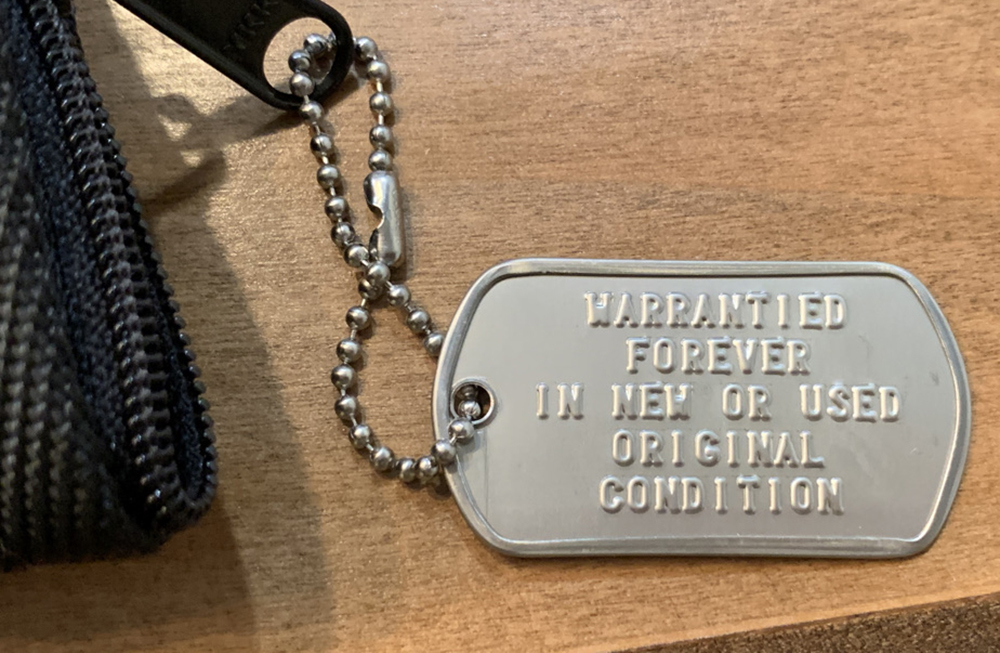 WARRANTIED
FOREVER
IN NEW OR USED
ORIGINAL
CONDITION